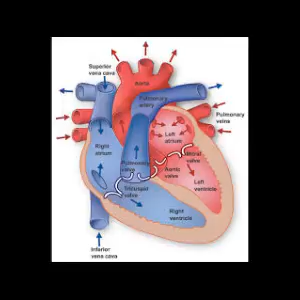 Superior
vena cava
Aorta
Pulmonary
artery
Pulmonary
veins
Left
atrium
Right
atrium
Mitral
valve
Pulmonary
valve
Aortic
valve
Tricuspid
valve
Left
ventricle
Right
ventricle
Inferior
vena cava